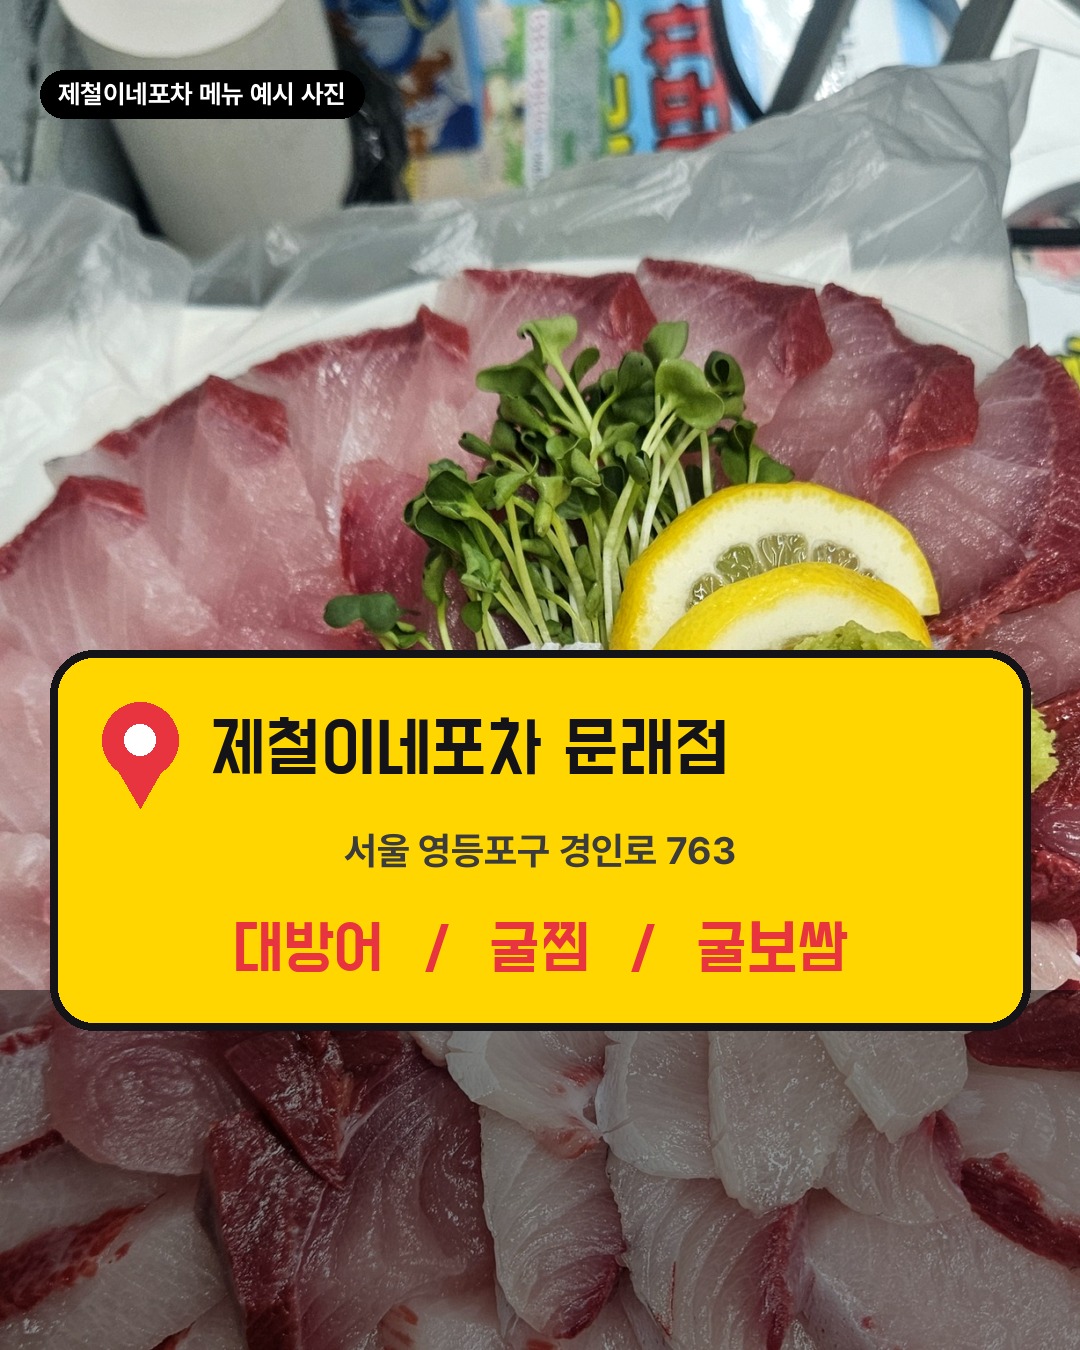 제철이네포차 메뉴 예시 사진
제철이네포차 문래점
서울 영등포구 경인로 763
대방어 / 굴찜 / 굴보쌈